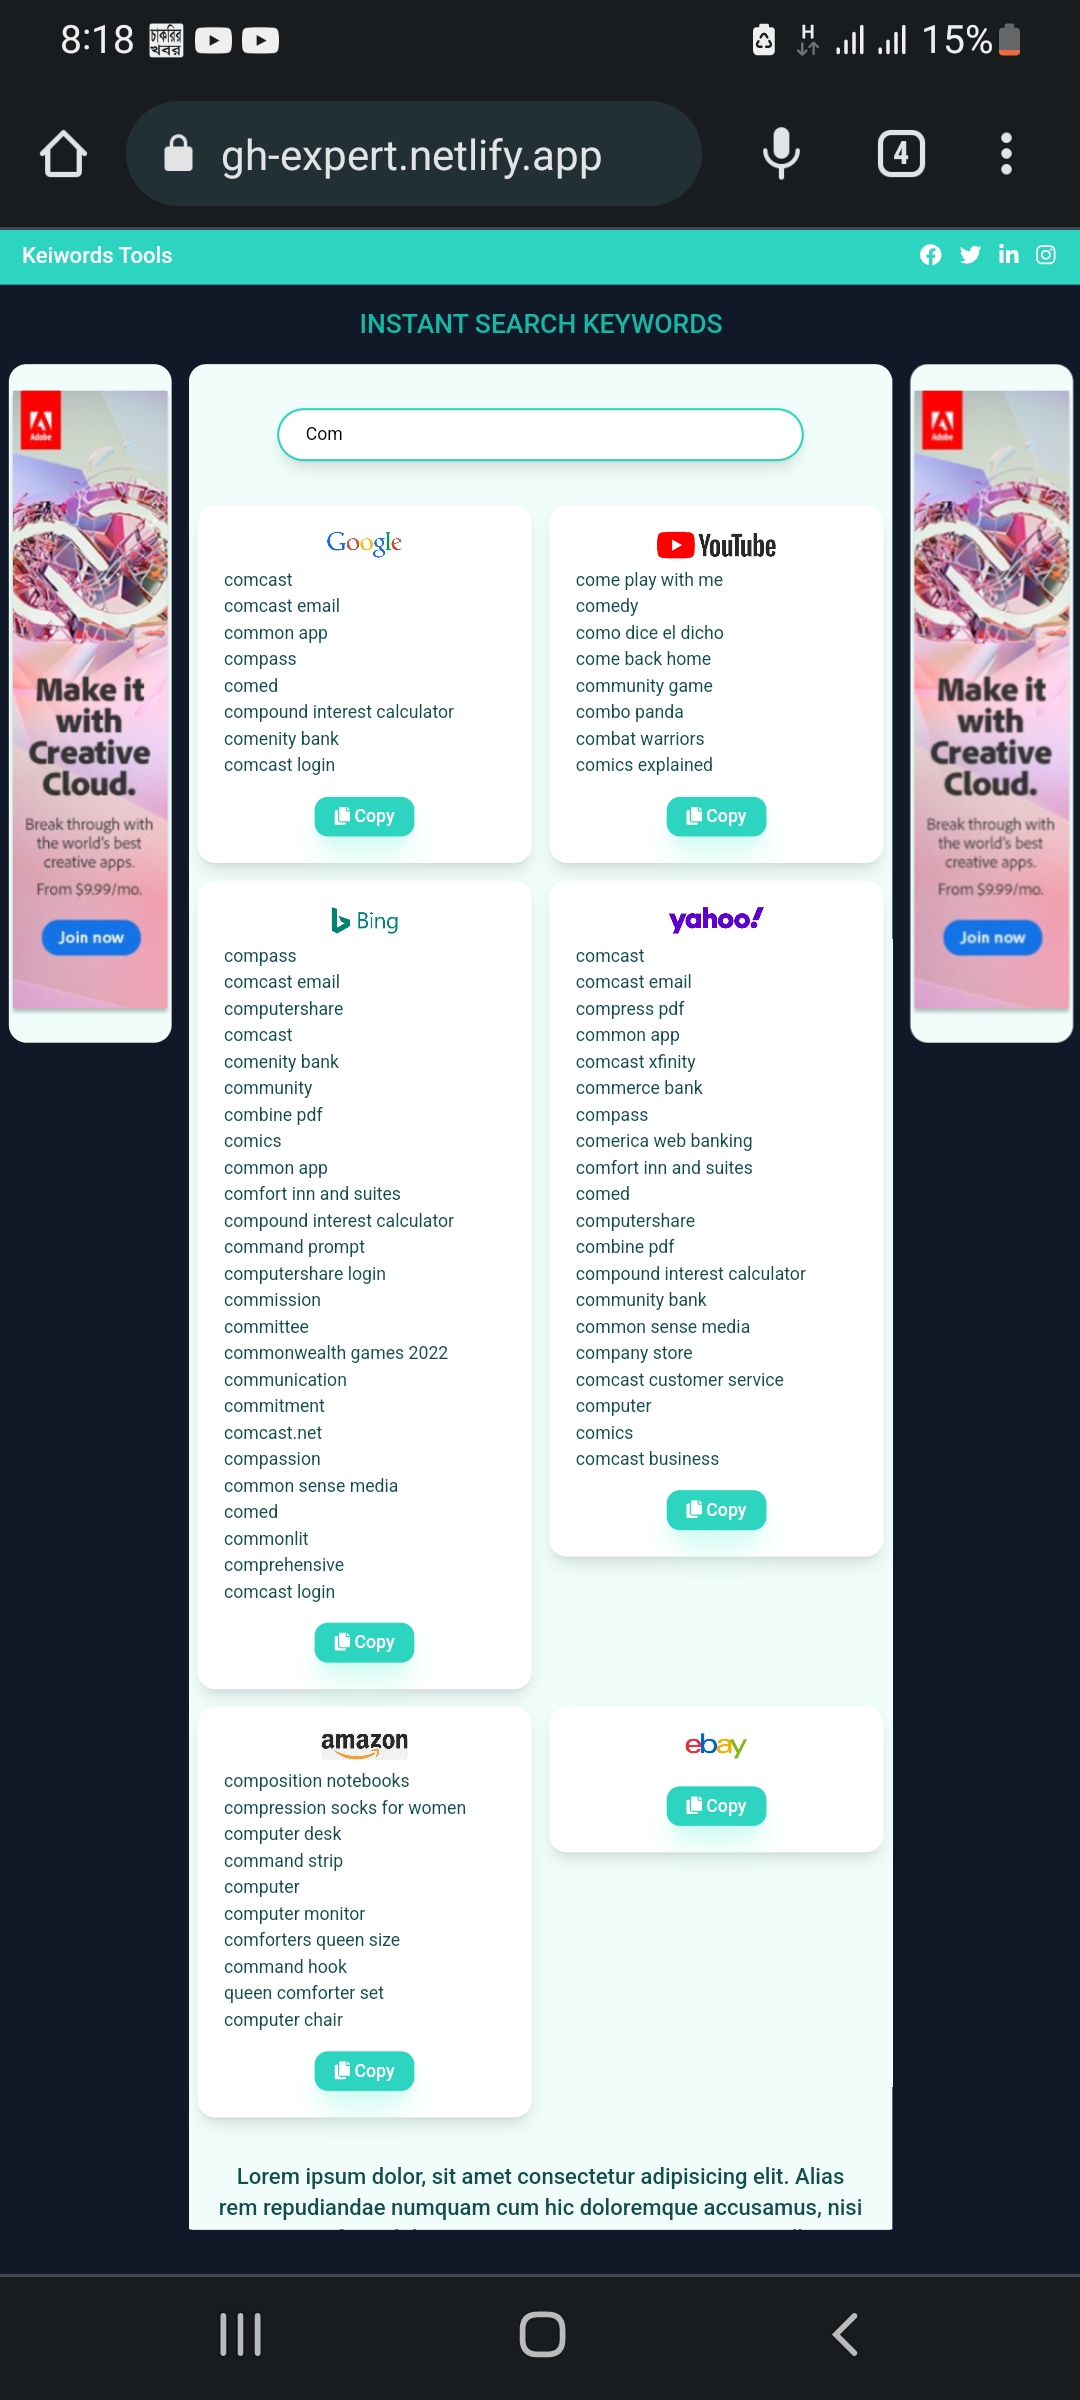 8:18 চাকরির খবর H 15%
gh-expert.netlify.app 4
Keiwords Tools
INSTANT SEARCH KEYWORDS
Adobe
Make it
with
Creative
Cloud.
Break through with
the world's best
creative apps.
From $9.99/mo.
Join now
Com
Google
comcast
comcast email
common app
compass
comed
compound interest calculator
comenity bank
comcast login
Copy
YouTube
come play with me
comedy
como dice el dicho
come back home
community game
combo panda
combat warriors
comics explained
Copy
Bing
compass
comcast email
computershare
comcast
comenity bank
community
combine pdf
comics
common app
comfort inn and suites
compound interest calculator
command prompt
computershare login
commission
committee
commonwealth games 2022
communication
commitment
comcast.net
compassion
common sense media
comed
commonlit
comprehensive
comcast login
Copy
yahoo!
comcast
comcast email
compress pdf
common app
comcast xfinity
commerce bank
compass
comerica web banking
comfort inn and suites
comed
computershare
combine pdf
compound interest calculator
community bank
common sense media
company store
comcast customer service
computer
comics
comcast business
Copy
amazon
composition notebooks
compression socks for women
computer desk
command strip
computer
computer monitor
comforters queen size
command hook
queen comforter set
computer chair
Copy
ebay
Copy
Lorem ipsum dolor, sit amet consectetur adipisicing elit. Alias
rem repudiandae numquam cum hic doloremque accusamus, nisi
Adobe
Make it
with
Creative
Cloud.
Break through with
the world's best
creative apps.
From $9.99/mo.
Join now